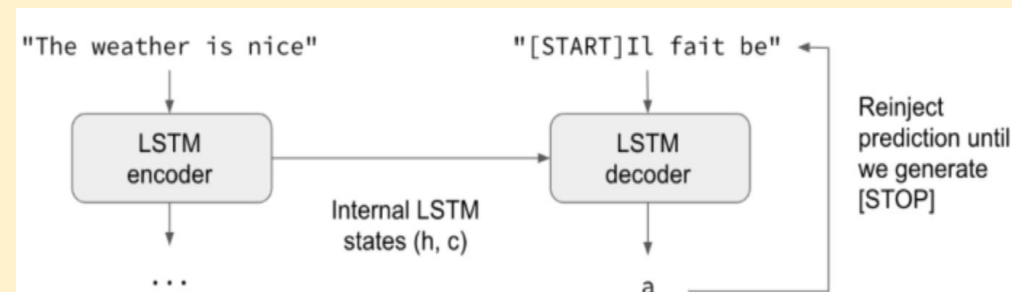 "The weather is nice"
"[START]Il fait be"
LSTM
encoder
LSTM
decoder
Internal LSTM
states (h, c)
Reinject
prediction until
we generate
[STOP]
...
a